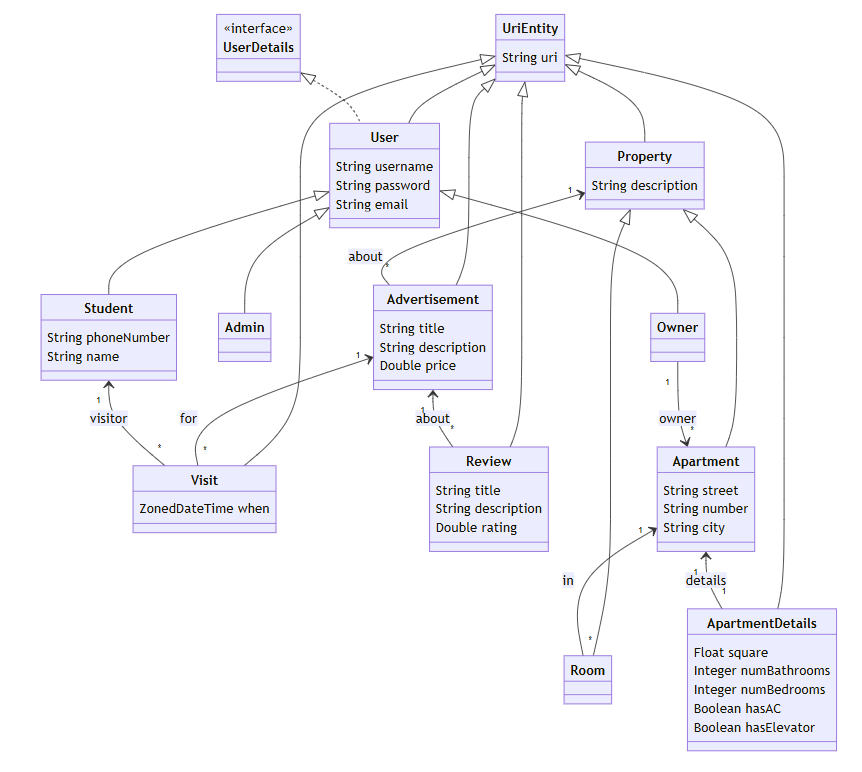 «interface»
UserDetails
UriEntity
String uri
User
String username
String password
String email
Property
String description
1
about
*
Student
String phoneNumber
String name
Admin
Advertisement
String title
String description
Double price
Owner
1
1
visitor
*
for
1
*
about
1
*
owner
*
Visit
ZonedDateTime when
Review
String title
String description
Double rating
Apartment
String street
String number
String city
1
in
*
1
details
1
Room
ApartmentDetails
Float square
Integer numBathrooms
Integer numBedrooms
Boolean hasAC
Boolean hasElevator